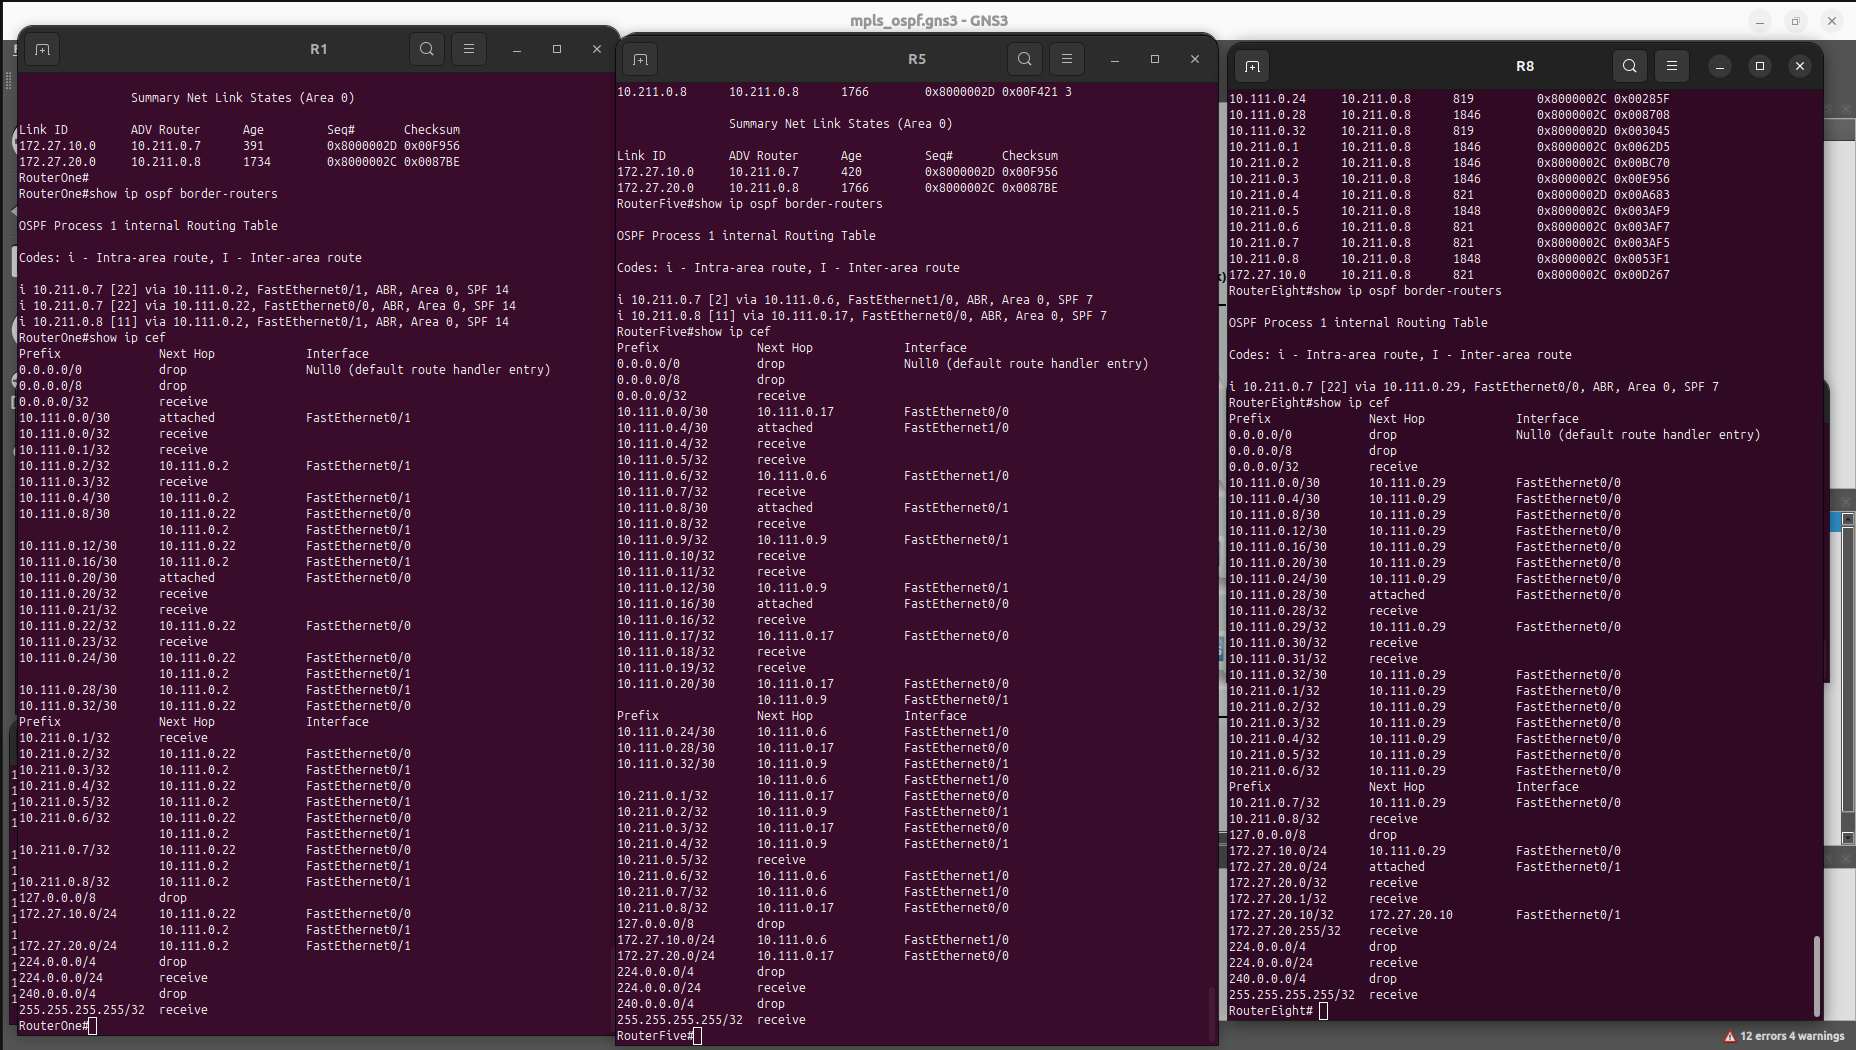 mpls_ospf.gns3 - GNS3
R1
Summary Net Link States (Area 0)
Link ID ADV Router Age Seq# Checksum
172.27.10.0 10.211.0.7 391 0x8000002D 0x00F956
172.27.20.0 10.211.0.8 1734 0x8000002C 0x0087BE
RouterOne#
RouterOne#show ip ospf border-routers
OSPF Process 1 internal Routing Table
Codes: i - Intra-area route, I - Inter-area route
i 10.211.0.7 [22] via 10.111.0.2, FastEthernet0/1, ABR, Area 0, SPF 14
i 10.211.0.7 [22] via 10.111.0.22, FastEthernet0/0, ABR, Area 0, SPF 14
i 10.211.0.8 [11] via 10.111.0.2, FastEthernet0/1, ABR, Area 0, SPF 14
RouterOne#show ip cef
Prefix Next Hop Interface
0.0.0.0/0 drop Null0 (default route handler entry)
0.0.0.0/8 drop
0.0.0.0/32 receive
10.111.0.0/30 attached FastEthernet0/1
10.111.0.0/32 receive
10.111.0.1/32 receive
10.111.0.2/32 10.111.0.2 FastEthernet0/1
10.111.0.3/32 receive
10.111.0.4/30 10.111.0.2 FastEthernet0/1
10.111.0.8/30 10.111.0.22 FastEthernet0/0
10.111.0.2 FastEthernet0/1
10.111.0.12/30 10.111.0.22 FastEthernet0/0
10.111.0.16/30 10.111.0.2 FastEthernet0/1
10.111.0.20/30 attached FastEthernet0/0
10.111.0.20/32 receive
10.111.0.21/32 receive
10.111.0.22/32 10.111.0.22 FastEthernet0/0
10.111.0.23/32 receive
10.111.0.24/30 10.111.0.22 FastEthernet0/0
10.111.0.2 FastEthernet0/1
10.111.0.28/30 10.111.0.2 FastEthernet0/1
10.111.0.32/30 10.111.0.22 FastEthernet0/0
Prefix Next Hop Interface
10.211.0.1/32 receive
10.211.0.2/32 10.111.0.22 FastEthernet0/0
10.211.0.3/32 10.111.0.2 FastEthernet0/1
10.211.0.4/32 10.111.0.22 FastEthernet0/0
10.211.0.5/32 10.111.0.2 FastEthernet0/1
10.211.0.6/32 10.111.0.22 FastEthernet0/0
10.111.0.2 FastEthernet0/1
10.211.0.7/32 10.111.0.22 FastEthernet0/0
10.111.0.2 FastEthernet0/1
10.211.0.8/32 10.111.0.2 FastEthernet0/1
127.0.0.0/8 drop
172.27.10.0/24 10.111.0.22 FastEthernet0/0
10.111.0.2 FastEthernet0/1
172.27.20.0/24 10.111.0.2 FastEthernet0/1
224.0.0.0/4 drop
224.0.0.0/24 receive
240.0.0.0/4 drop
255.255.255.255/32 receive
RouterOne#
R5
10.211.0.8 10.211.0.8 1766 0x8000002D 0x00F421 3
Summary Net Link States (Area 0)
Link ID ADV Router Age Seq# Checksum
172.27.10.0 10.211.0.7 420 0x8000002D 0x00F956
172.27.20.0 10.211.0.8 1766 0x8000002C 0x0087BE
RouterFive#show ip ospf border-routers
OSPF Process 1 internal Routing Table
Codes: i - Intra-area route, I - Inter-area route
i 10.211.0.7 [2] via 10.111.0.6, FastEthernet1/0, ABR, Area 0, SPF 7
i 10.211.0.8 [11] via 10.111.0.17, FastEthernet0/0, ABR, Area 0, SPF 7
RouterFive#show ip cef
Prefix Next Hop Interface
0.0.0.0/0 drop Null0 (default route handler entry)
0.0.0.0/8 drop
0.0.0.0/32 receive
10.111.0.0/30 10.111.0.17 FastEthernet0/0
10.111.0.4/30 attached FastEthernet1/0
10.111.0.4/32 receive
10.111.0.5/32 receive
10.111.0.6/32 10.111.0.6 FastEthernet1/0
10.111.0.7/32 receive
10.111.0.8/30 attached FastEthernet0/1
10.111.0.8/32 receive
10.111.0.9/32 10.111.0.9 FastEthernet0/1
10.111.0.10/32 receive
10.111.0.11/32 receive
10.111.0.12/30 10.111.0.9 FastEthernet0/1
10.111.0.16/30 attached FastEthernet0/0
10.111.0.16/32 receive
10.111.0.17/32 10.111.0.17 FastEthernet0/0
10.111.0.18/32 receive
10.111.0.19/32 receive
10.111.0.20/30 10.111.0.17 FastEthernet0/0
10.111.0.9 FastEthernet0/1
Prefix Next Hop Interface
10.111.0.24/30 10.111.0.6 FastEthernet1/0
10.111.0.28/30 10.111.0.17 FastEthernet0/0
10.111.0.32/30 10.111.0.9 FastEthernet0/1
10.111.0.6 FastEthernet1/0
10.211.0.1/32 10.111.0.17 FastEthernet0/0
10.211.0.2/32 10.111.0.9 FastEthernet0/1
10.211.0.3/32 10.111.0.17 FastEthernet0/0
10.211.0.4/32 10.111.0.9 FastEthernet0/1
10.211.0.5/32 receive
10.211.0.6/32 10.111.0.6 FastEthernet1/0
10.211.0.7/32 10.111.0.6 FastEthernet1/0
10.211.0.8/32 10.111.0.17 FastEthernet0/0
127.0.0.0/8 drop
172.27.10.0/24 10.111.0.6 FastEthernet1/0
172.27.20.0/24 10.111.0.17 FastEthernet0/0
224.0.0.0/4 drop
224.0.0.0/24 receive
240.0.0.0/4 drop
255.255.255.255/32 receive
RouterFive#
R8
10.111.0.24 10.211.0.8 819 0x8000002C 0x00285F
10.111.0.28 10.211.0.8 1846 0x8000002C 0x008708
10.111.0.32 10.211.0.8 819 0x8000002D 0x003045
10.211.0.1 10.211.0.8 1846 0x8000002C 0x0062D5
10.211.0.2 10.211.0.8 1846 0x8000002C 0x00BC70
10.211.0.3 10.211.0.8 1846 0x8000002C 0x00E956
10.211.0.4 10.211.0.8 821 0x8000002D 0x00A683
10.211.0.5 10.211.0.8 1848 0x8000002C 0x003AF9
10.211.0.6 10.211.0.8 821 0x8000002C 0x003AF7
10.211.0.7 10.211.0.8 821 0x8000002C 0x003AF5
10.211.0.8 10.211.0.8 1848 0x8000002C 0x0053F1
172.27.10.0 10.211.0.8 821 0x8000002C 0x00D267
RouterEight#show ip ospf border-routers
OSPF Process 1 internal Routing Table
Codes: i - Intra-area route, I - Inter-area route
i 10.211.0.7 [22] via 10.111.0.29, FastEthernet0/0, ABR, Area 0, SPF 7
RouterEight#show ip cef
Prefix Next Hop Interface
0.0.0.0/0 drop Null0 (default route handler entry)
0.0.0.0/8 drop
0.0.0.0/32 receive
10.111.0.0/30 10.111.0.29 FastEthernet0/0
10.111.0.4/30 10.111.0.29 FastEthernet0/0
10.111.0.8/30 10.111.0.29 FastEthernet0/0
10.111.0.12/30 10.111.0.29 FastEthernet0/0
10.111.0.16/30 10.111.0.29 FastEthernet0/0
10.111.0.20/30 10.111.0.29 FastEthernet0/0
10.111.0.24/30 10.111.0.29 FastEthernet0/0
10.111.0.28/30 attached FastEthernet0/0
10.111.0.28/32 receive
10.111.0.29/32 10.111.0.29 FastEthernet0/0
10.111.0.30/32 receive
10.111.0.31/32 receive
10.111.0.32/30 10.111.0.29 FastEthernet0/0
10.211.0.1/32 10.111.0.29 FastEthernet0/0
10.211.0.2/32 10.111.0.29 FastEthernet0/0
10.211.0.3/32 10.111.0.29 FastEthernet0/0
10.211.0.4/32 10.111.0.29 FastEthernet0/0
10.211.0.5/32 10.111.0.29 FastEthernet0/0
10.211.0.6/32 10.111.0.29 FastEthernet0/0
Prefix Next Hop Interface
10.211.0.7/32 10.111.0.29 FastEthernet0/0
10.211.0.8/32 receive
127.0.0.0/8 drop
172.27.10.0/24 10.111.0.29 FastEthernet0/0
172.27.20.0/24 attached FastEthernet0/1
172.27.20.0/32 receive
172.27.20.1/32 receive
172.27.20.10/32 172.27.20.10 FastEthernet0/1
172.27.20.255/32 receive
224.0.0.0/4 drop
224.0.0.0/24 receive
240.0.0.0/4 drop
255.255.255.255/32 receive
RouterEight#
12 errors 4 warnings